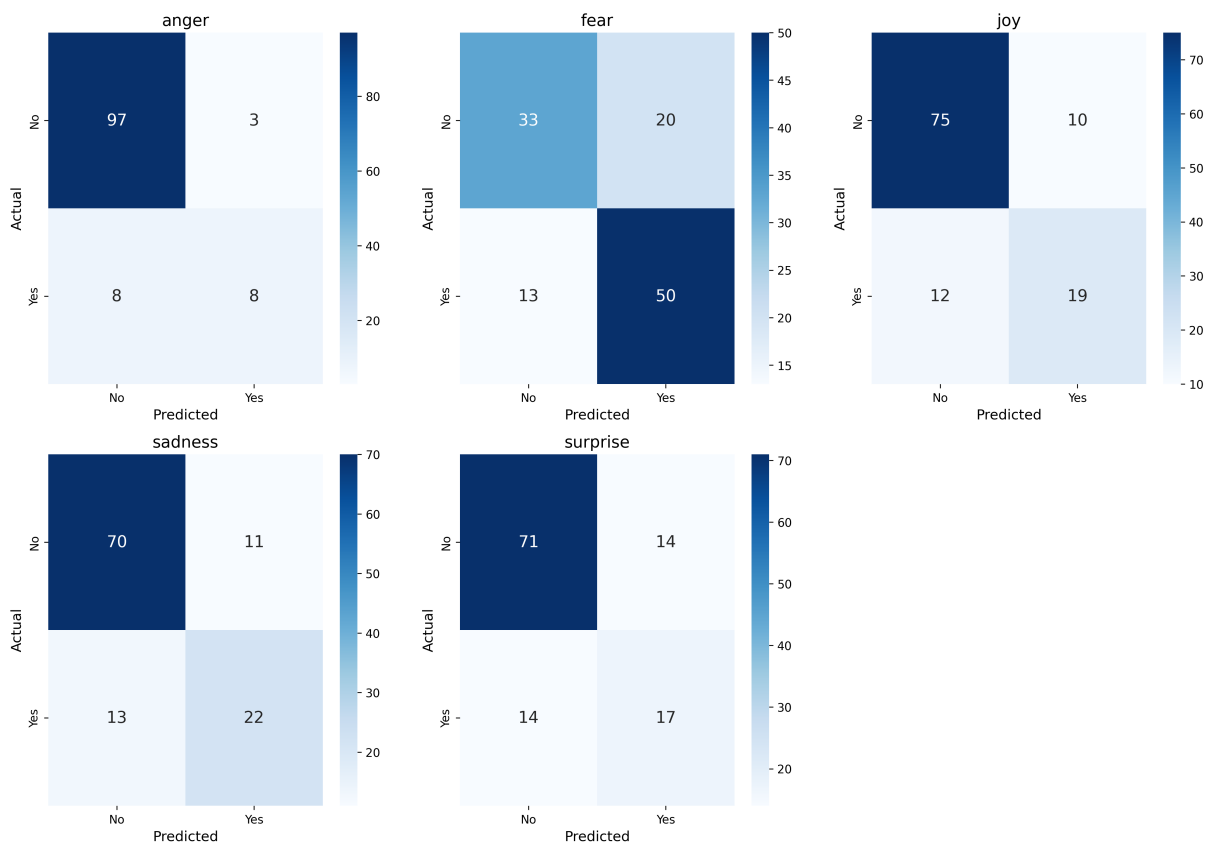 anger
No
97
3
Yes
8
8
Actual
No
Yes
Predicted
80
60
40
20
fear
No
33
20
Yes
13
50
Actual
No
Yes
Predicted
50
45
40
35
30
25
20
15
joy
No
75
10
Yes
12
19
Actual
No
Yes
Predicted
70
60
50
40
30
20
10
sadness
No
70
11
Yes
13
22
Actual
No
Yes
Predicted
70
60
50
40
30
20
surprise
No
71
14
Yes
14
17
Actual
No
Yes
Predicted
70
60
50
40
30
20